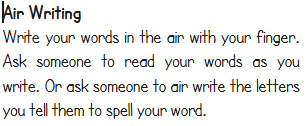 Air Writing
Write your words in the air with your finger.
Ask someone to read your words as you
write. Or ask someone to air write the letters
you tell them to spell your word.